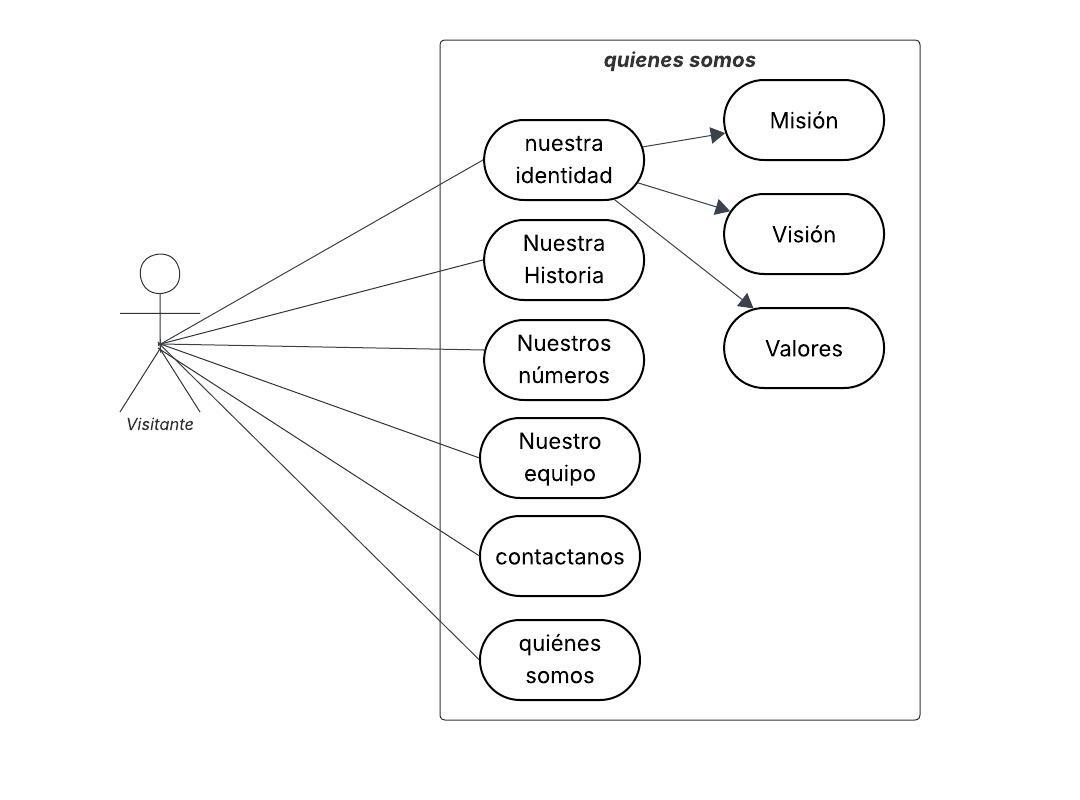 quienes somos
nuestra
identidad
Misión
Visión
Valores
Nuestra
Historia
Nuestros
números
Nuestro
equipo
contactanos
quiénes
somos
Visitante